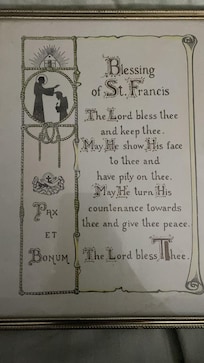 Blessing
of St. Francis
The Lord bless thee
and keep thee.
May He show His face
to thee and
have pity on thee.
May He turn His
countenance towards
thee and give thee peace.
The Lord bless Thee.
Pax
et
Bonum